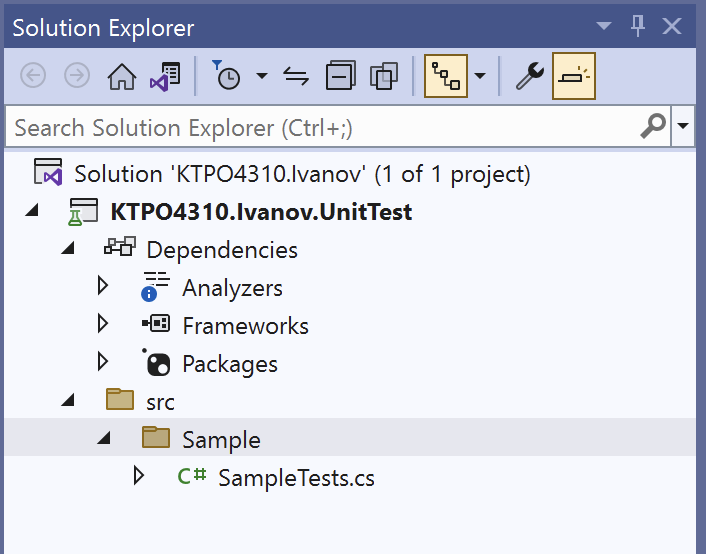 Solution Explorer
Search Solution Explorer (Ctrl+;)
Solution 'KTPO4310.Ivanov' (1 of 1 project)
KTPO4310.Ivanov.UnitTest
Dependencies
Analyzers
Frameworks
Packages
src
Sample
C# SampleTests.cs